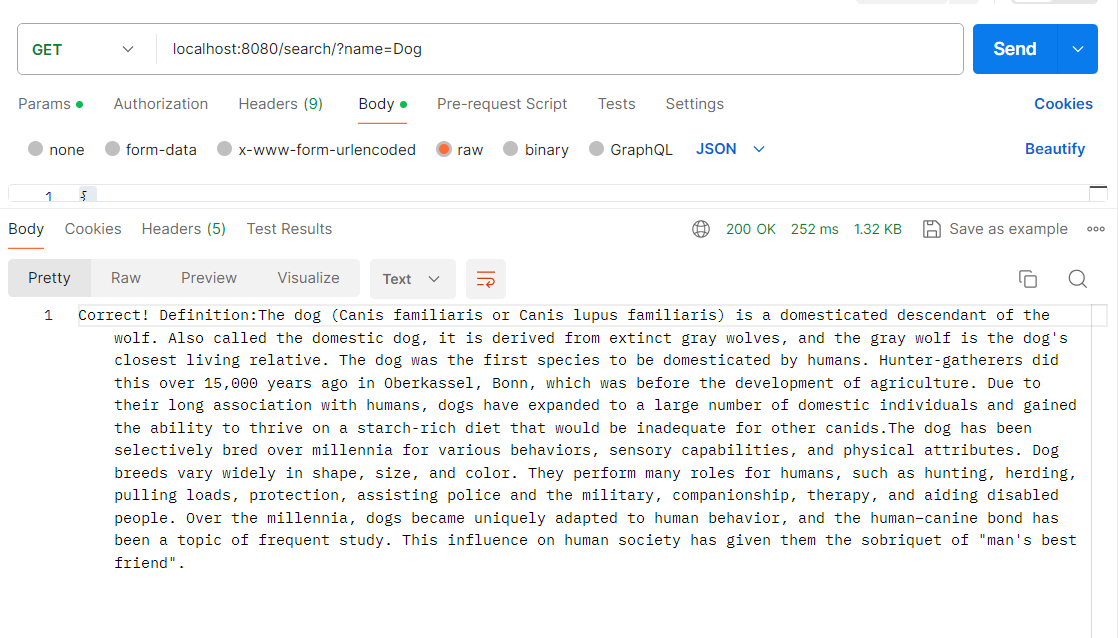 GET localhost:8080/search/?name=Dog Send
Params Authorization Headers (9) Body Pre-request Script Tests Settings Cookies
none form-data x-www-form-urlencoded raw binary GraphQL JSON Beautify
1 {
Body Cookies Headers (5) Test Results 200 OK 252 ms 1.32 KB Save as example
Pretty Raw Preview Visualize Text
1 Correct! Definition:The dog (Canis familiaris or Canis lupus familiaris) is a domesticated descendant of the
wolf. Also called the domestic dog, it is derived from extinct gray wolves, and the gray wolf is the dog's
closest living relative. The dog was the first species to be domesticated by humans. Hunter-gatherers did
this over 15,000 years ago in Oberkassel, Bonn, which was before the development of agriculture. Due to
their long association with humans, dogs have expanded to a large number of domestic individuals and gained
the ability to thrive on a starch-rich diet that would be inadequate for other canids.The dog has been
selectively bred over millennia for various behaviors, sensory capabilities, and physical attributes. Dog
breeds vary widely in shape, size, and color. They perform many roles for humans, such as hunting, herding,
pulling loads, protection, assisting police and the military, companionship, therapy, and aiding disabled
people. Over the millennia, dogs became uniquely adapted to human behavior, and the human–canine bond has
been a topic of frequent study. This influence on human society has given them the sobriquet of "man's best
friend".